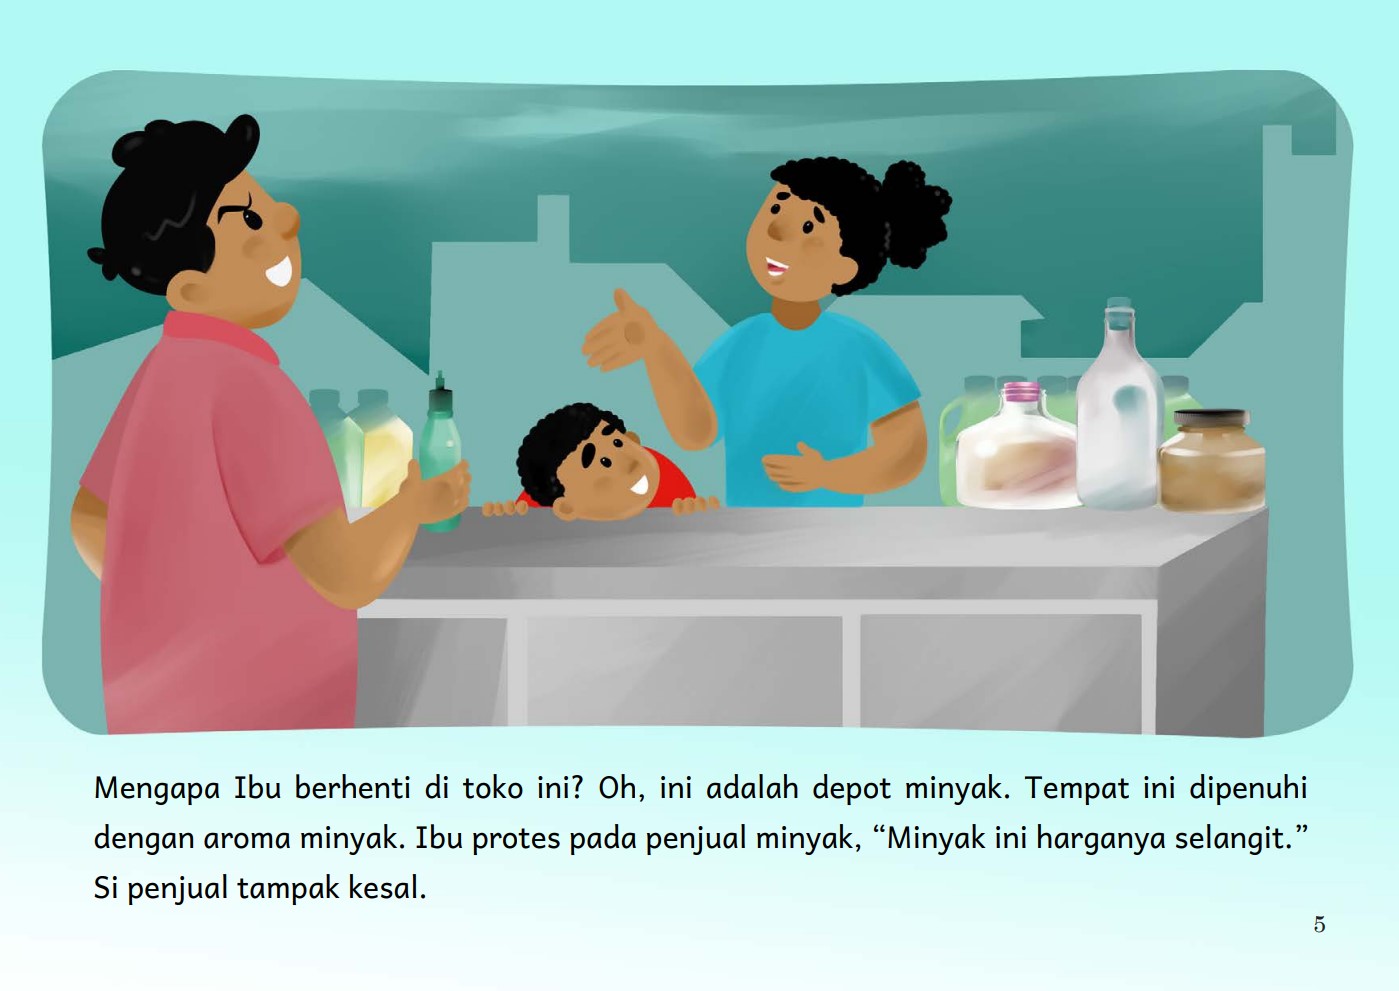 Mengapa Ibu berhenti di toko ini? Oh, ini adalah depot minyak. Tempat ini dipenuhi
dengan aroma minyak. Ibu protes pada penjual minyak, “Minyak ini harganya selangit.”
Si penjual tampak kesal.
5